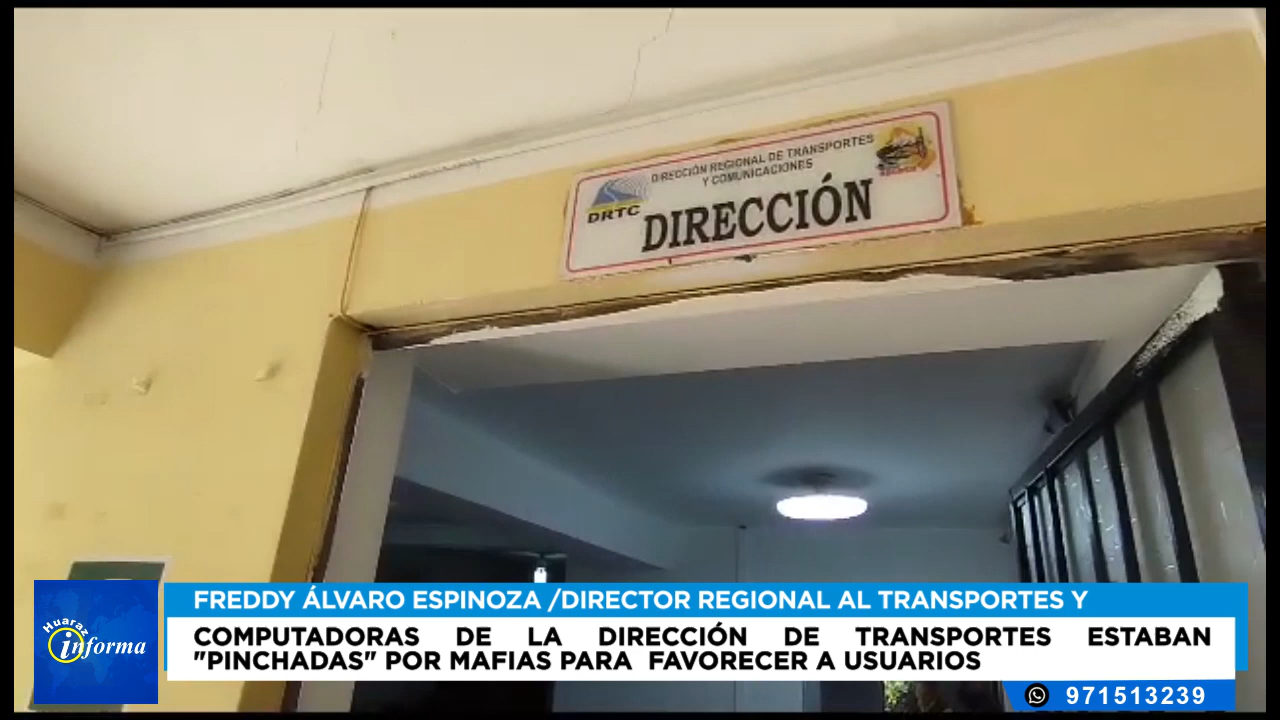 DIRECCIÓN REGIONAL DE TRANSPORTES
Y COMUNICACIONES
DRTC
DIRECCIÓN
FREDDY ÁLVARO ESPINOZA /DIRECTOR REGIONAL AL TRANSPORTES Y
COMPUTADORAS DE LA DIRECCIÓN DE TRANSPORTES ESTABAN
"PINCHADAS" POR MAFIAS PARA FAVORECER A USUARIOS
Huaraz
informa
971513239